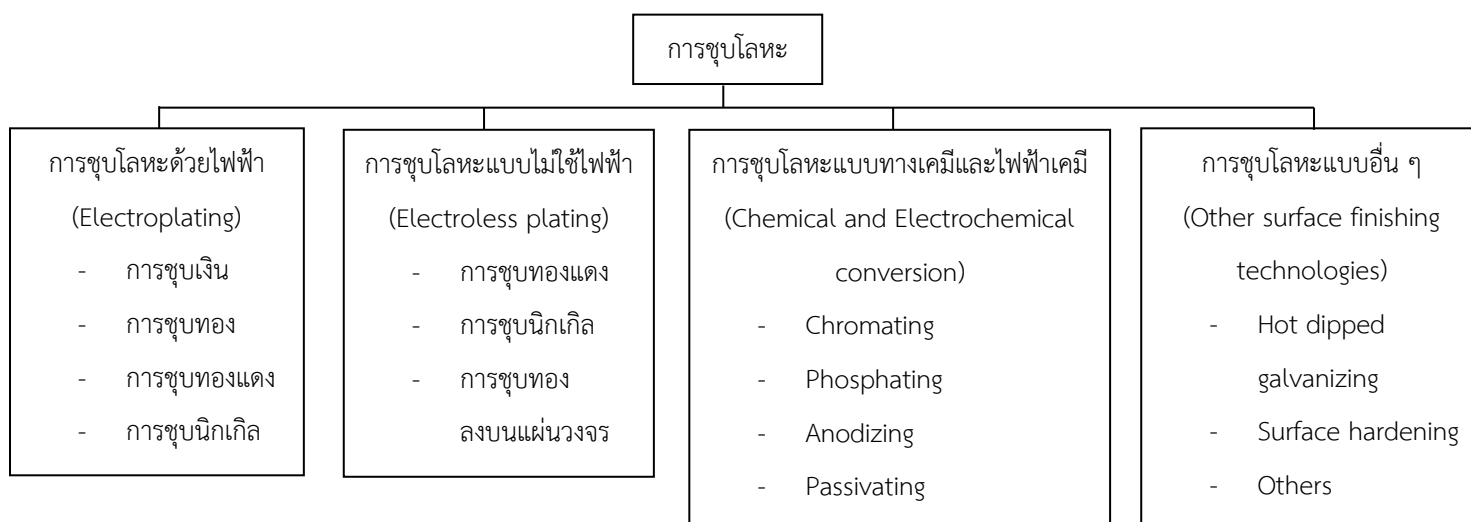 การชุบโลหะ
การชุบโลหะด้วยไฟฟ้า
(Electroplating)
- การชุบเงิน
- การชุบทอง
- การชุบทองแดง
- การชุบนิกเกิล
การชุบโลหะแบบไม่ใช้ไฟฟ้า
(Electroless plating)
- การชุบทองแดง
- การชุบนิกเกิล
- การชุบทอง
ลงบนแผ่นวงจร
การชุบโลหะแบบทางเคมีและไฟฟ้าเคมี
(Chemical and Electrochemical
conversion)
- Chromating
- Phosphating
- Anodizing
- Passivating
การชุบโลหะแบบอื่น ๆ
(Other surface finishing
technologies)
- Hot dipped
galvanizing
- Surface hardening
- Others